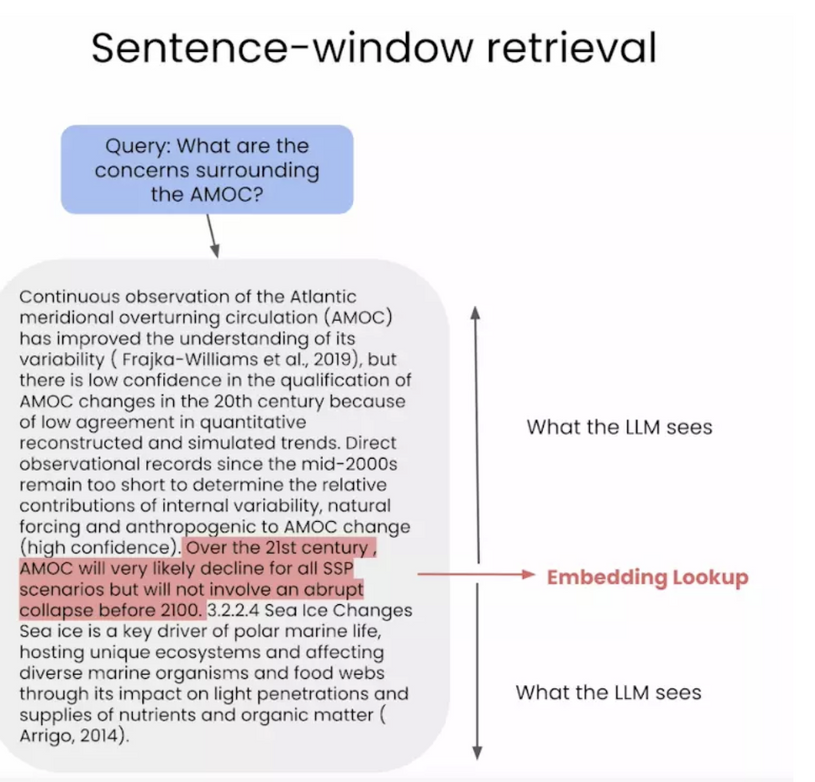 Sentence-window retrieval
Query: What are the
concerns surrounding
the AMOC?
Continuous observation of the Atlantic
meridional overturning circulation (AMOC)
has improved the understanding of its
variability ( Frajka-Williams et al., 2019), but
there is low confidence in the qualification of
AMOC changes in the 20th century because
of low agreement in quantitative
reconstructed and simulated trends. Direct
observational records since the mid-2000s
remain too short to determine the relative
contributions of internal variability, natural
forcing and anthropogenic to AMOC change
(high confidence). Over the 21st century ,
AMOC will very likely decline for all SSP
scenarios but will not involve an abrupt
collapse before 2100. 3.2.2.4 Sea Ice Changes
Sea ice is a key driver of polar marine life,
hosting unique ecosystems and affecting
diverse marine organisms and food webs
through its impact on light penetrations and
supplies of nutrients and organic matter (
Arrigo, 2014).
What the LLM sees
Embedding Lookup
What the LLM sees